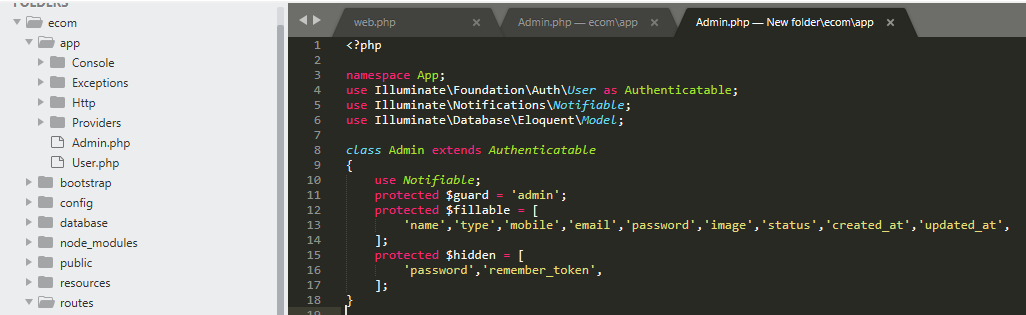 FOLDERS
ecom
app
Console
Exceptions
Http
Providers
Admin.php
User.php
bootstrap
config
database
node_modules
public
resources
routes
web.php ×
Admin.php — ecom\app ×
Admin.php — New folder\ecom\app ×
1 <?php
2
3 namespace App;
4 use Illuminate\Foundation\Auth\User as Authenticatable;
5 use Illuminate\Notifications\Notifiable;
6 use Illuminate\Database\Eloquent\Model;
7
8 class Admin extends Authenticatable
9 {
10 use Notifiable;
11 protected $guard = 'admin';
12 protected $fillable = [
13 'name','type','mobile','email','password','image','status','created_at','updated_at',
14 ];
15 protected $hidden = [
16 'password','remember_token',
17 ];
18 }
19